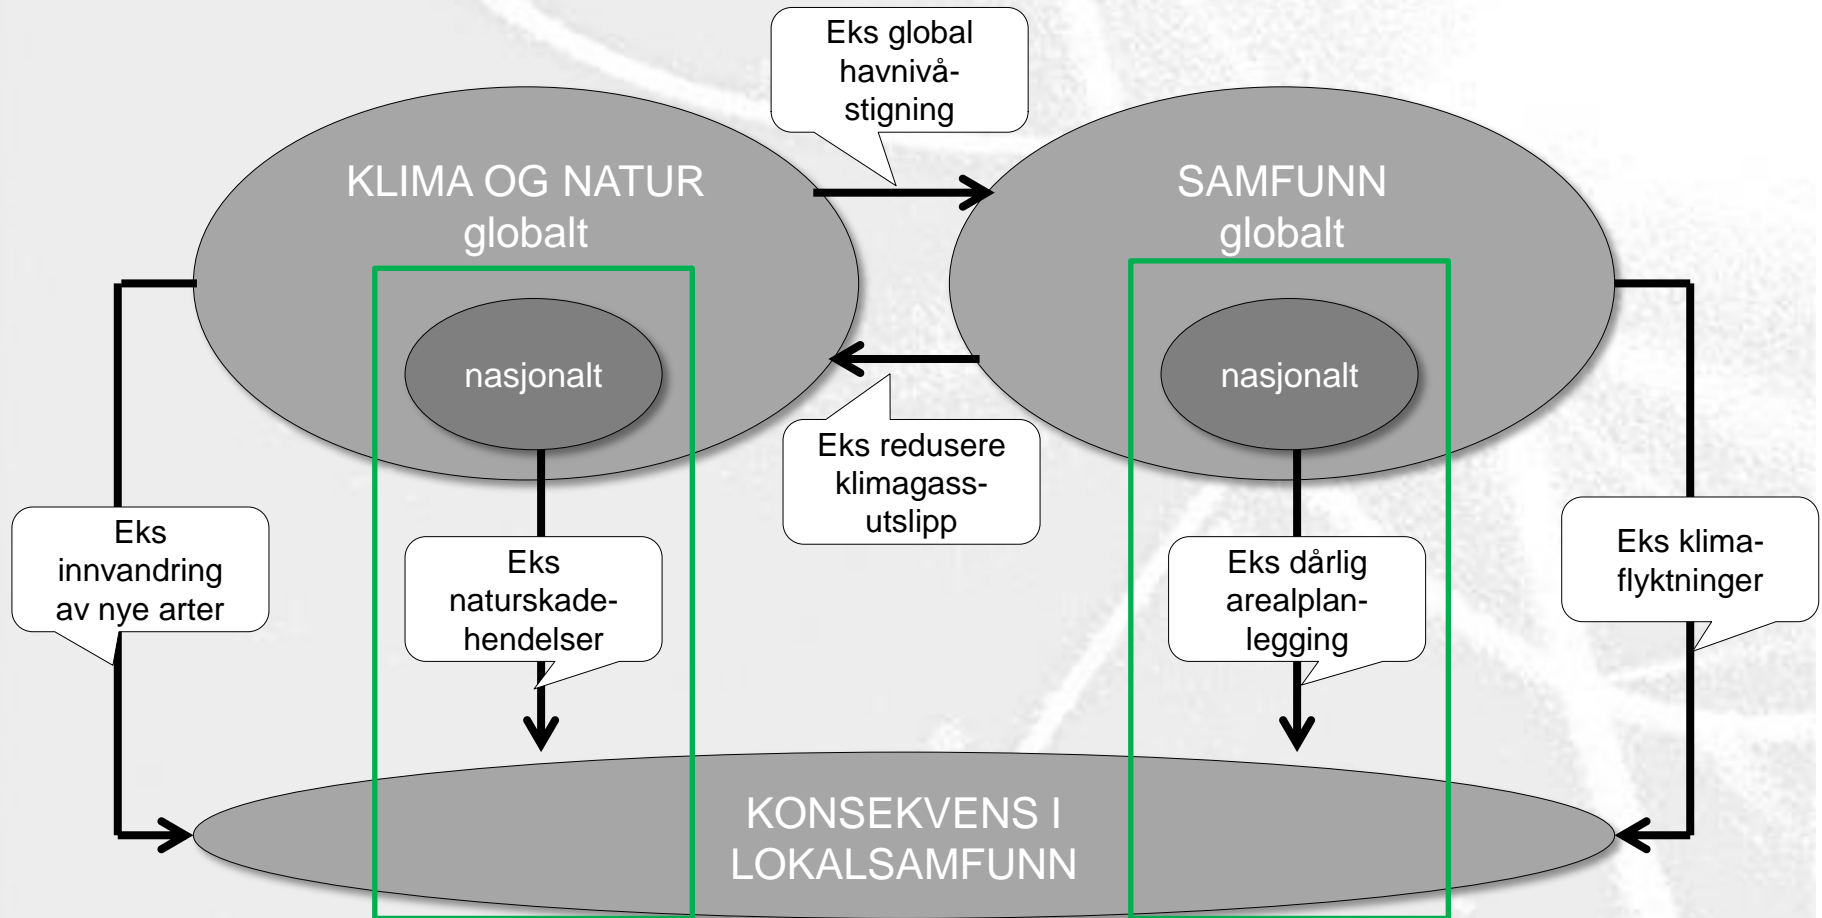 Eks global
havnivå-
stigning
KLIMA OG NATUR
globalt
SAMFUNN
globalt
nasjonalt
nasjonalt
Eks redusere
klimagass-
utslipp
Eks
innvandring
av nye arter
Eks
naturskade-
hendelser
Eks dårlig
arealplan-
legging
Eks klima-
flyktninger
KONSEKVENS I
LOKALSAMFUNN